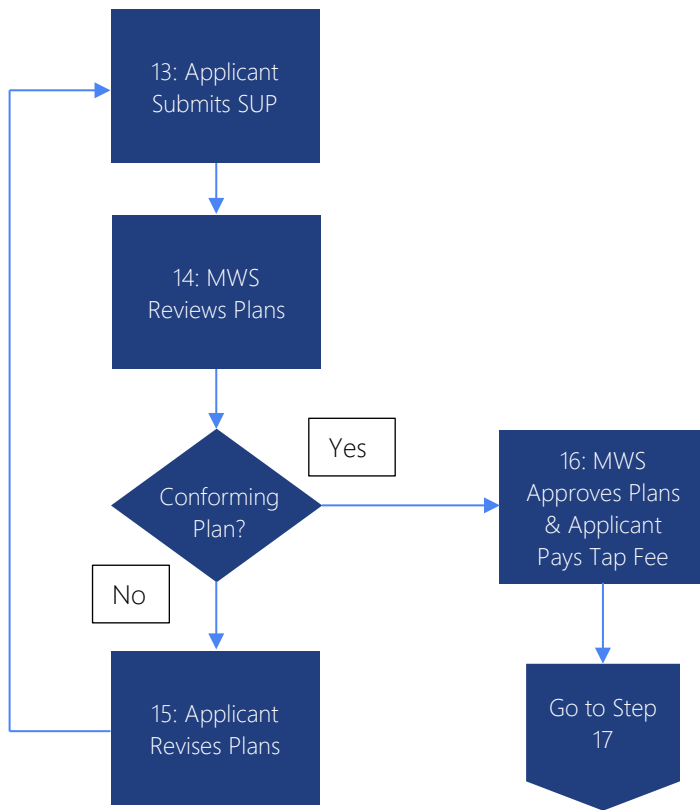 13: Applicant
Submits SUP
14: MWS
Reviews Plans
Yes
Conforming
Plan?
16: MWS
Approves Plans
& Applicant
Pays Tap Fee
No
15: Applicant
Revises Plans
Go to Step
17